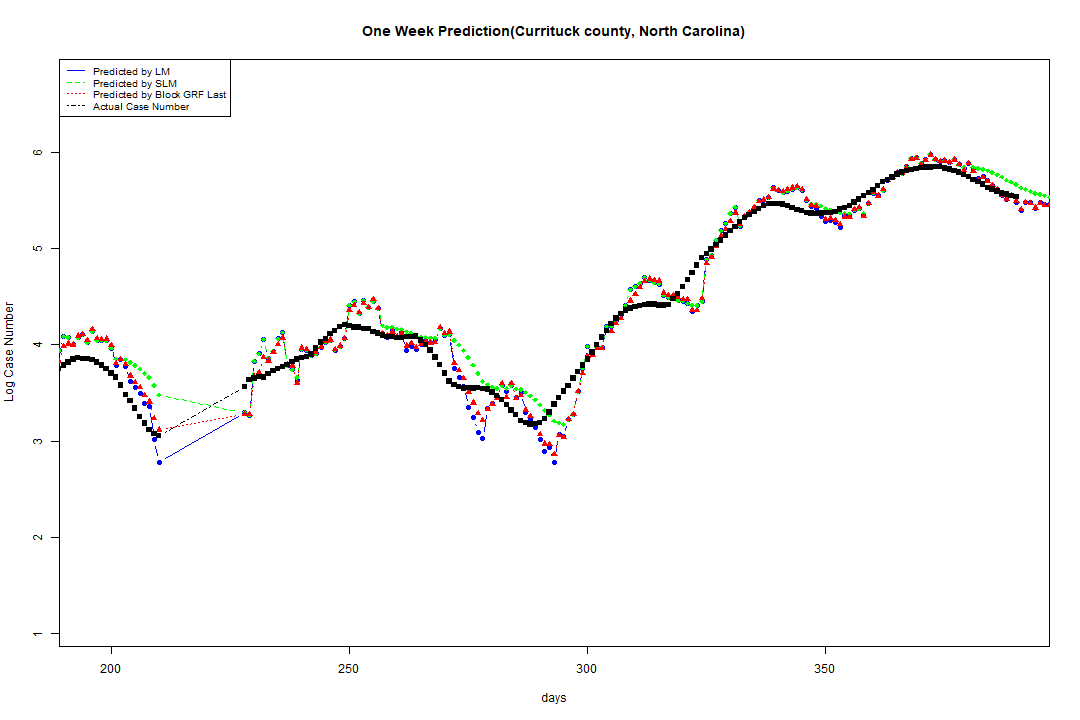 One Week Prediction(Currituck county, North Carolina)
Predicted by LM
Predicted by SLM
Predicted by Block GRF Last
Actual Case Number
Log Case Number
6
5
4
3
2
1
200 250 300 350
days